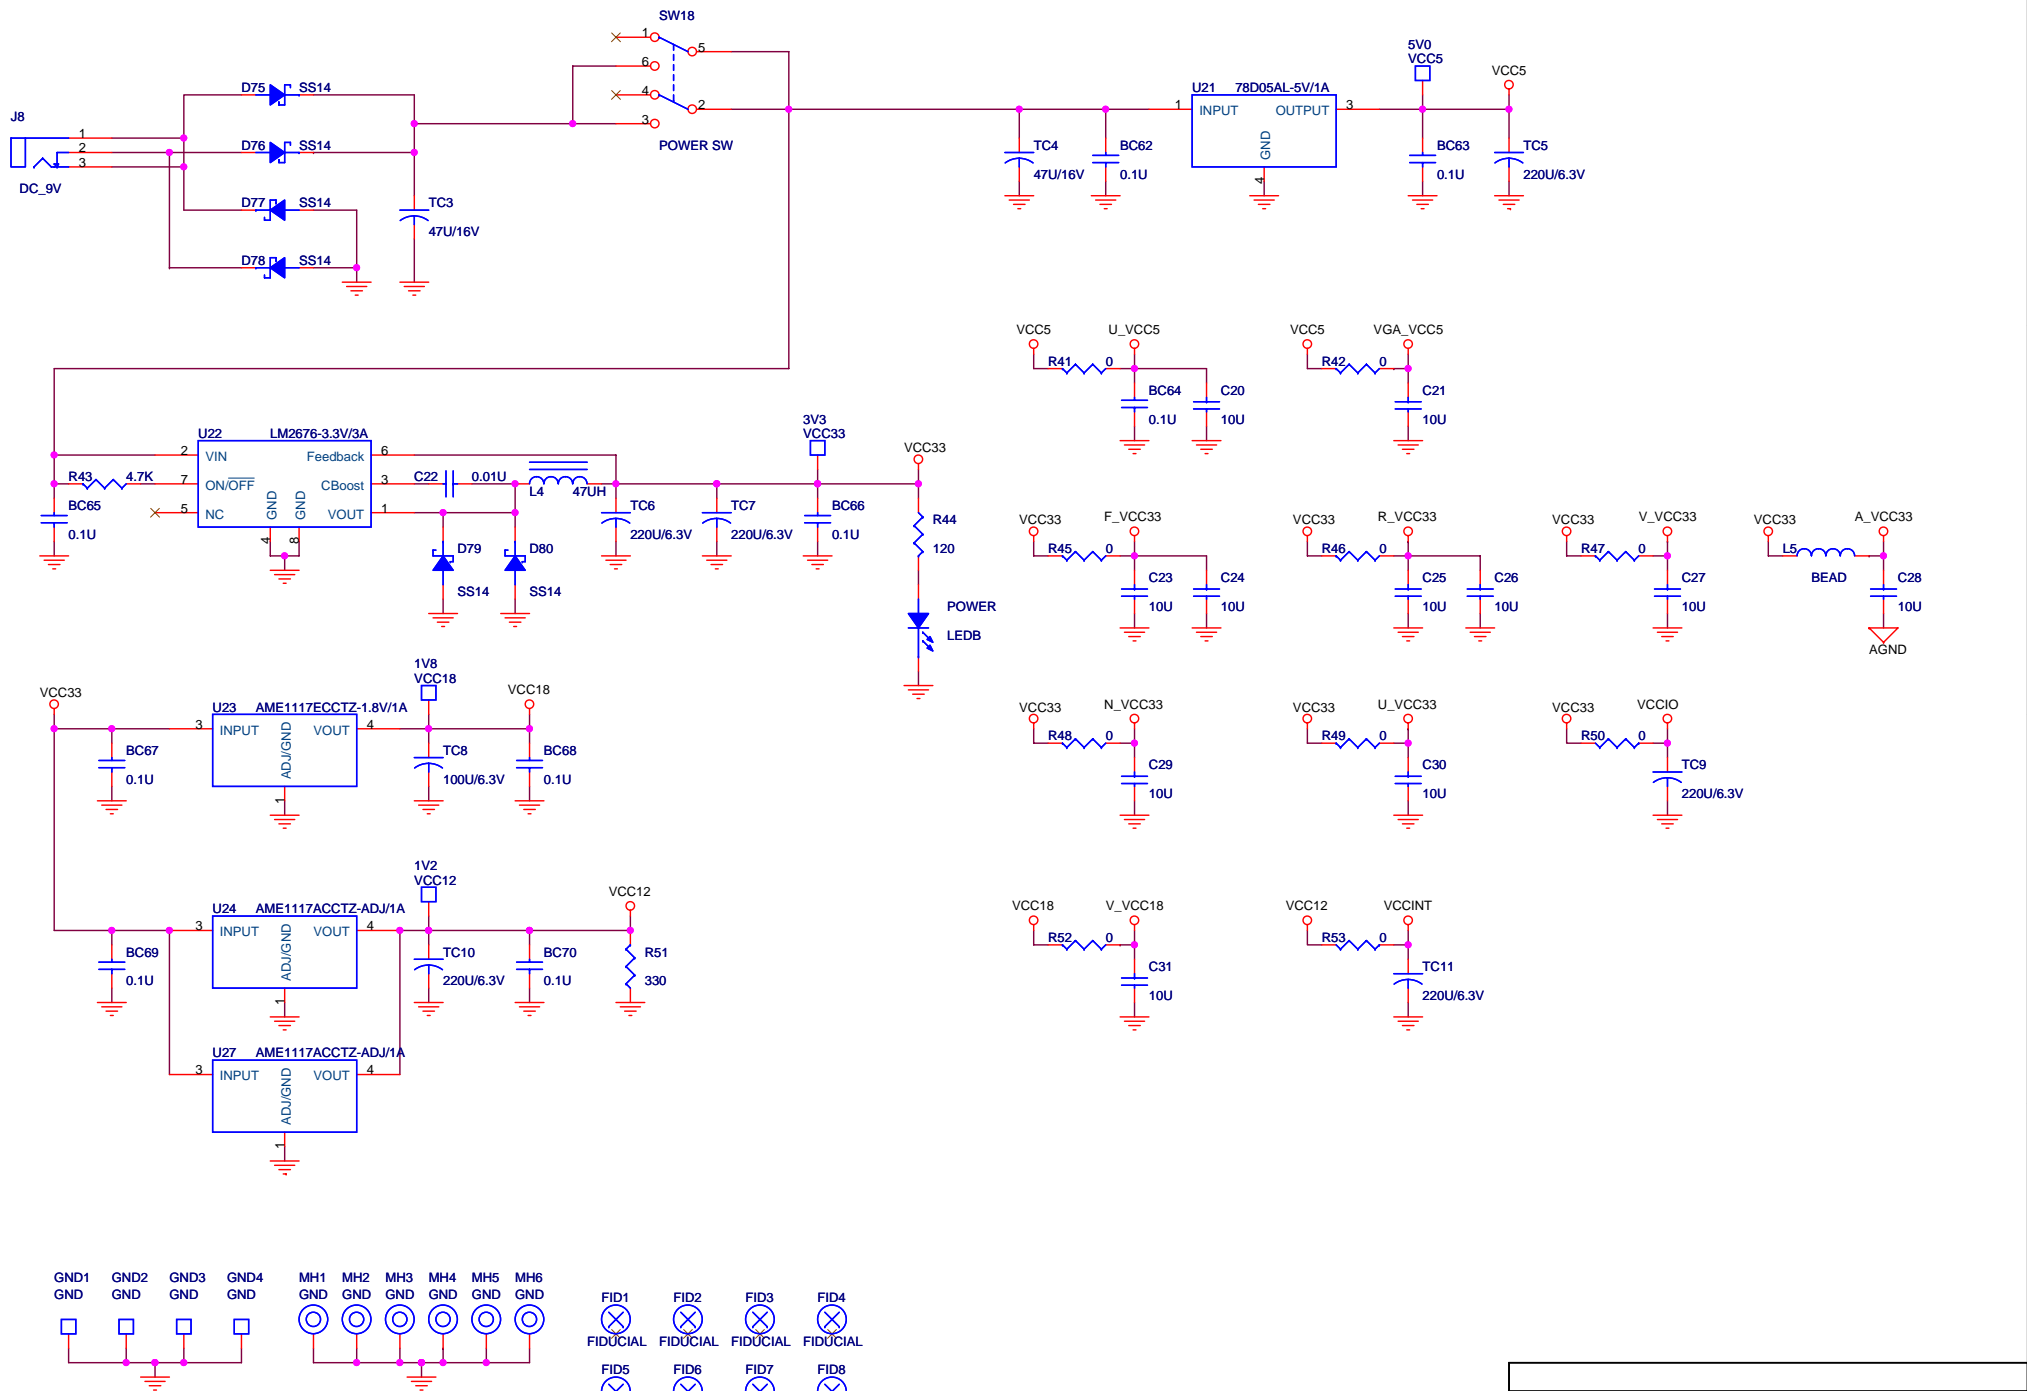 SW18
1
5
6
4
2
3
POWER SW
J8
1
2
3
DC_9V
D75 SS14
D76 SS14
D77 SS14
D78 SS14
TC3
47U/16V
TC4
47U/16V
BC62
0.1U
U21 78D05AL-5V/1A
1 INPUT OUTPUT 3
GND
4
5V0
VCC5
VCC5
BC63
0.1U
TC5
220U/6.3V
VCC5 U_VCC5
R41 0
BC64
0.1U
C20
10U
VCC5 VGA_VCC5
R42 0
C21
10U
U22 LM2676-3.3V/3A
2 VIN Feedback 6
7 ON/OFF CBoost 3
5 NC VOUT 1
GND GND
4 8
R43 4.7K
BC65
0.1U
C22 0.01U
L4 47UH
D79
SS14
D80
SS14
TC6
220U/6.3V
TC7
220U/6.3V
3V3
VCC33
BC66
0.1U
VCC33
R44
120
POWER
LEDB
VCC33 F_VCC33
R45 0
C23
10U
C24
10U
VCC33 R_VCC33
R46 0
C25
10U
C26
10U
VCC33 V_VCC33
R47 0
C27
10U
VCC33 A_VCC33
L5
BEAD
C28
10U
AGND
VCC33
BC67
0.1U
U23 AME1117ECCTZ-1.8V/1A
3 INPUT VOUT 4
ADJ/GND
1
1V8
VCC18
VCC18
TC8
100U/6.3V
BC68
0.1U
VCC33 N_VCC33
R48 0
C29
10U
VCC33 U_VCC33
R49 0
C30
10U
VCC33 VCCIO
R50 0
TC9
220U/6.3V
BC69
0.1U
U24 AME1117ACCTZ-ADJ/1A
3 INPUT VOUT 4
ADJ/GND
1
1V2
VCC12
VCC12
TC10
220U/6.3V
BC70
0.1U
R51
330
VCC18 V_VCC18
R52 0
C31
10U
VCC12 VCCINT
R53 0
TC11
220U/6.3V
U27 AME1117ACCTZ-ADJ/1A
3 INPUT VOUT 4
ADJ/GND
1
GND1 GND2 GND3 GND4
GND GND GND GND
MH1 MH2 MH3 MH4 MH5 MH6
GND GND GND GND GND GND
FID1 FID2 FID3 FID4
FIDUCIAL FIDUCIAL FIDUCIAL FIDUCIAL
FID5 FID6 FID7 FID8